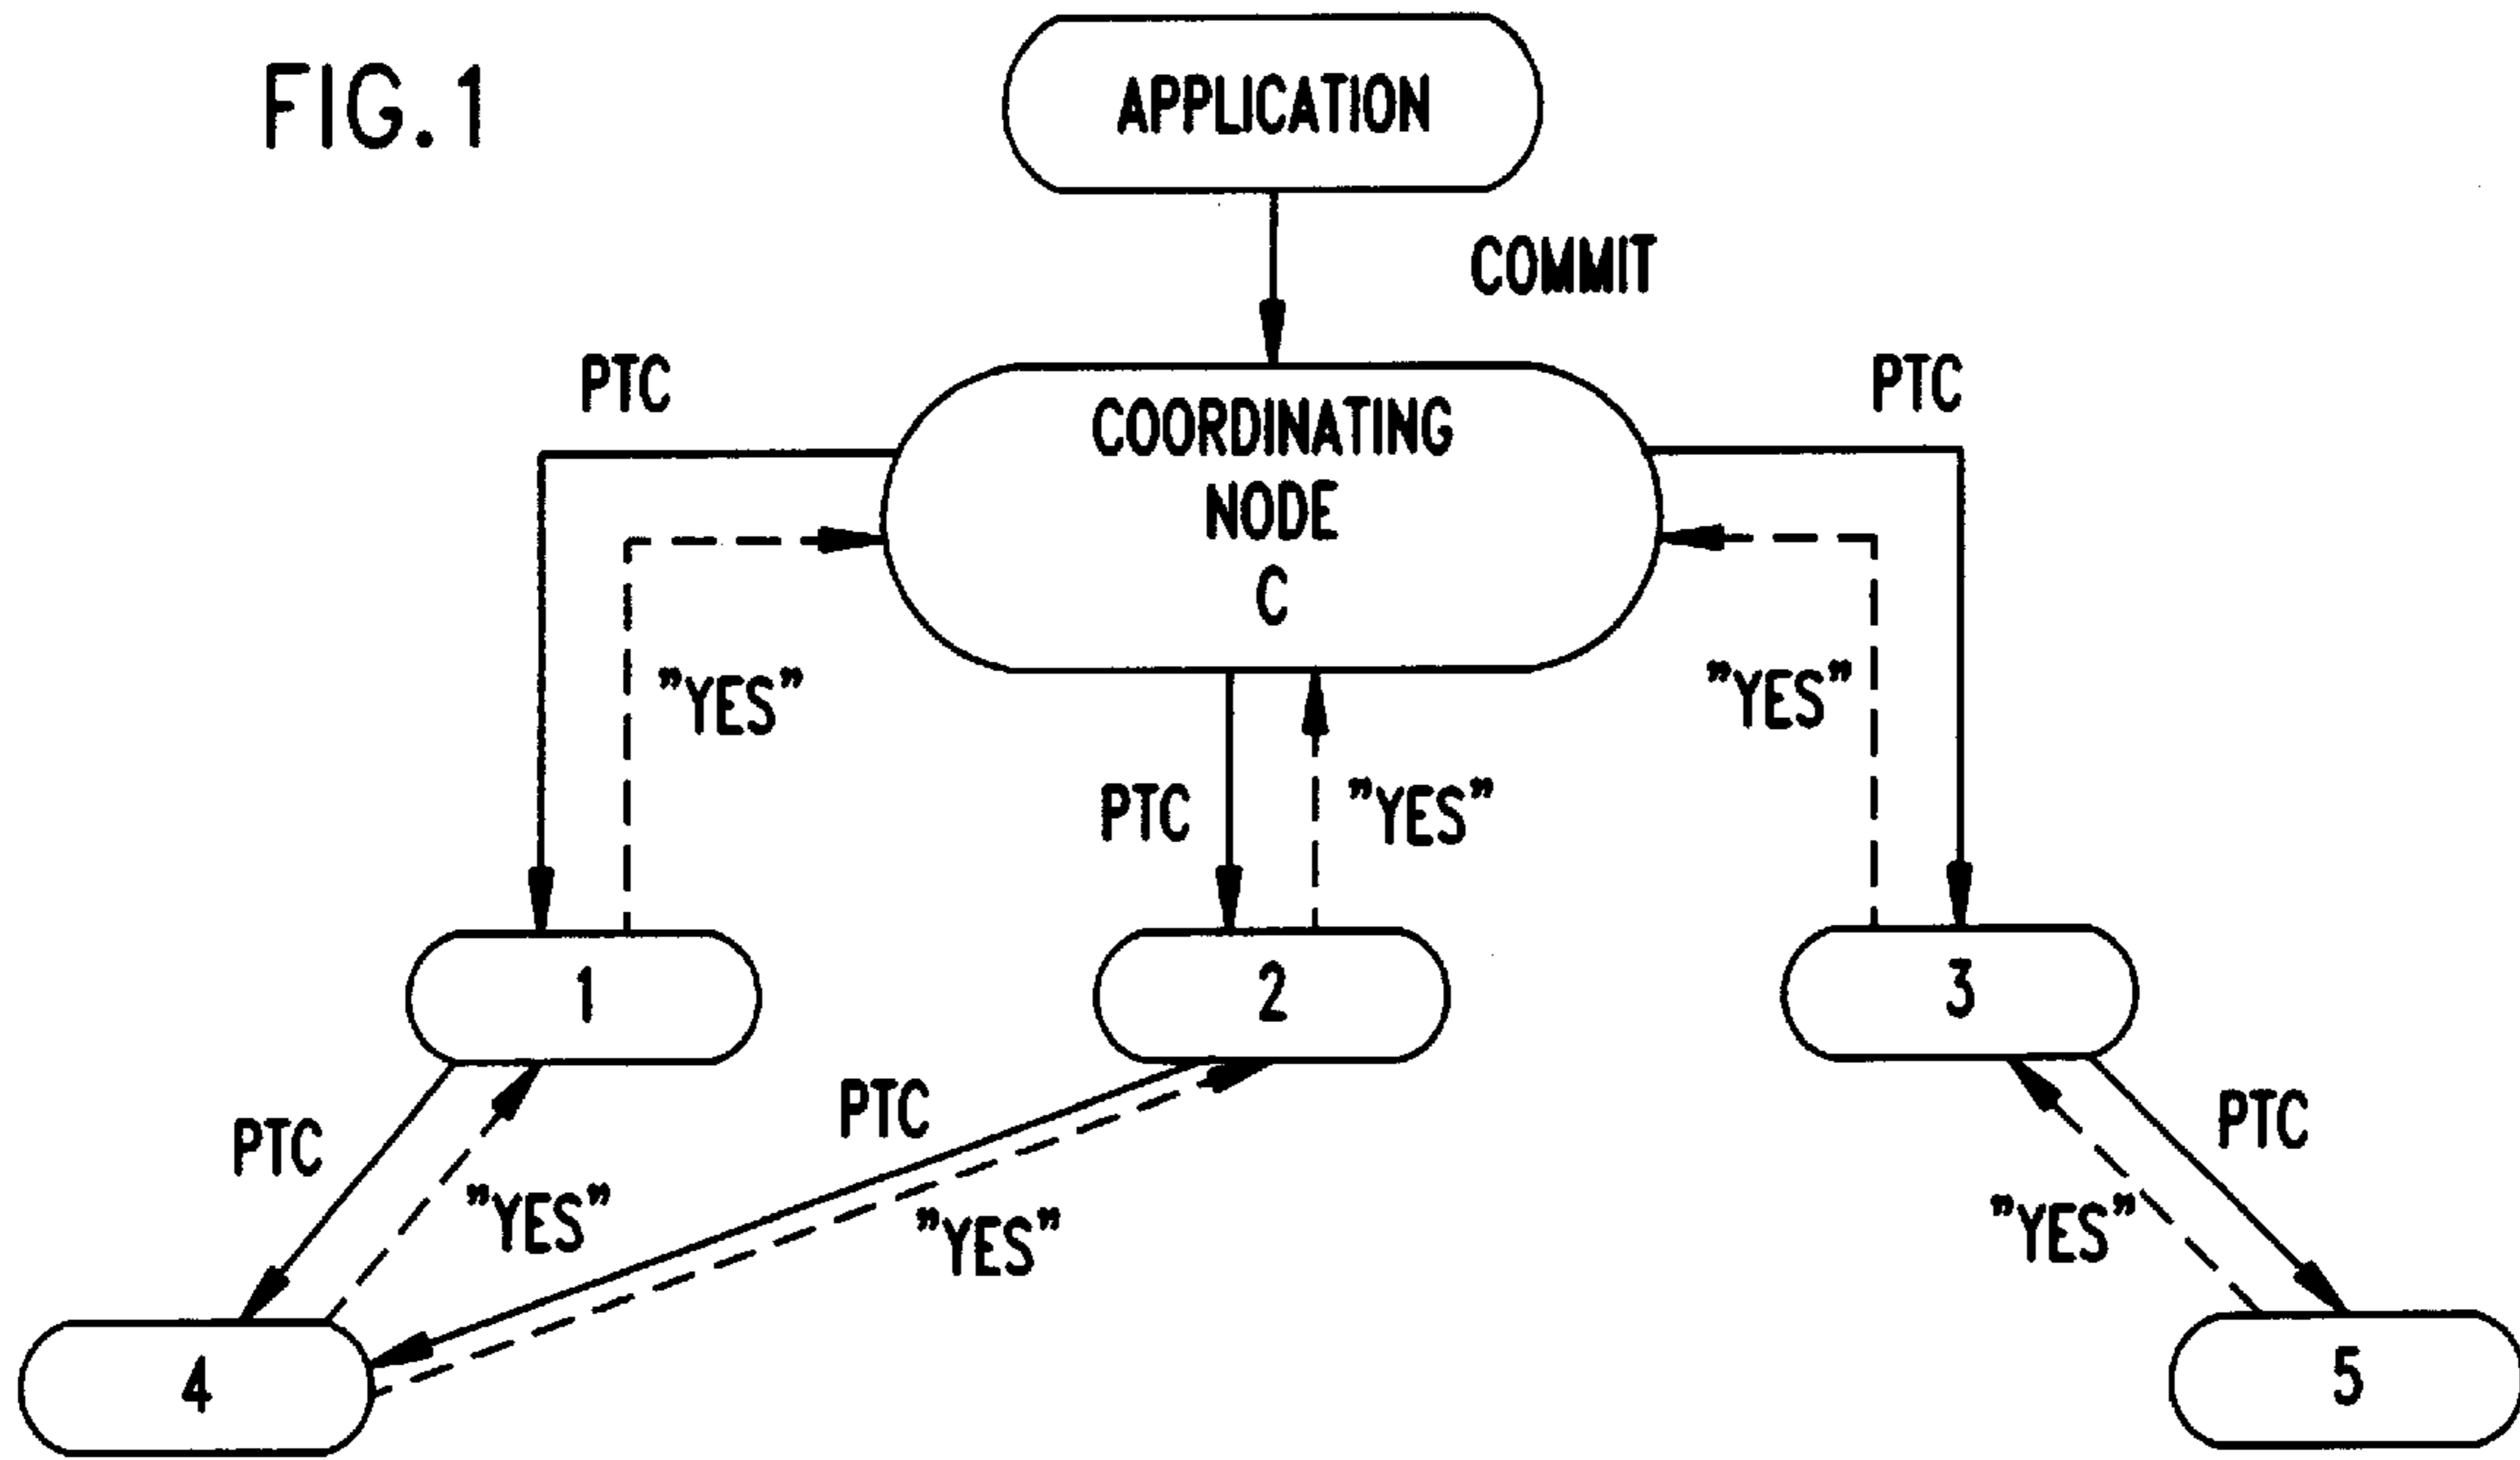 FIG.1
APPLICATION
COMMIT
PTC
PTC
COORDINATING
NODE
C
"YES"
"YES"
PTC
"YES"
1
2
3
PTC
PTC
PTC
"YES"
"YES"
"YES"
4
5